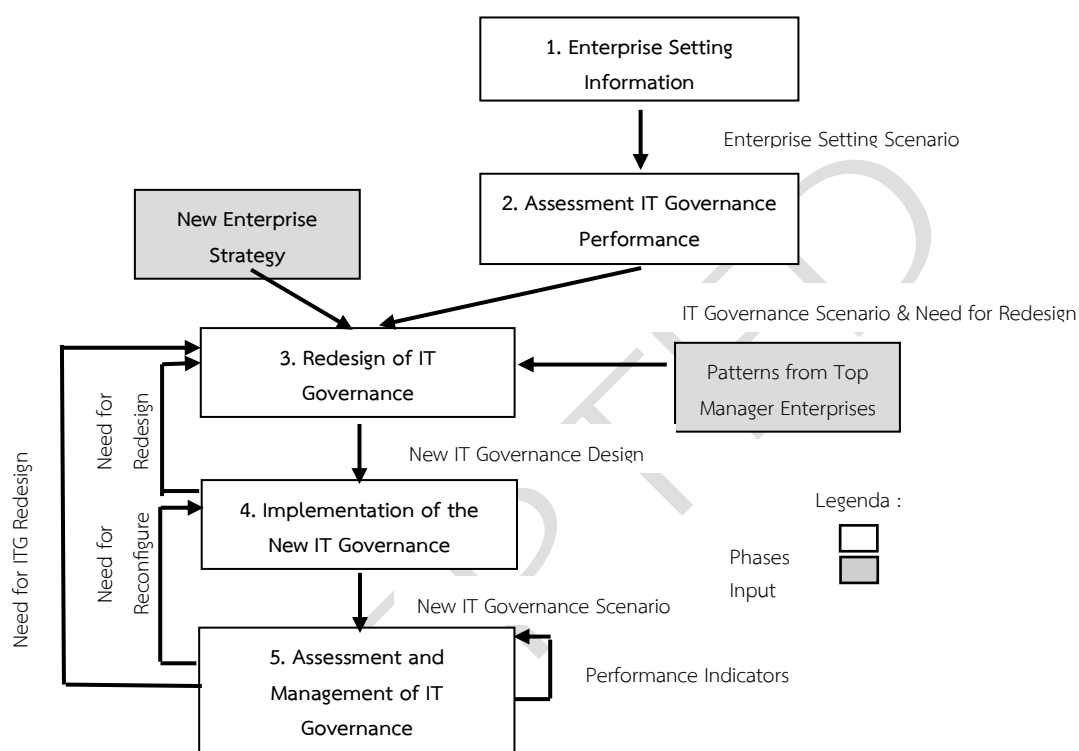 1. Enterprise Setting
Information
Enterprise Setting Scenario
2. Assessment IT Governance
Performance
New Enterprise
Strategy
IT Governance Scenario & Need for Redesign
3. Redesign of IT
Governance
Patterns from Top
Manager Enterprises
Need for
Redesign
New IT Governance Design
4. Implementation of the
New IT Governance
Legenda :
Phases
Input
Need for ITG Redesign
Need for
Reconfigure
New IT Governance Scenario
5. Assessment and
Management of IT
Governance
Performance Indicators